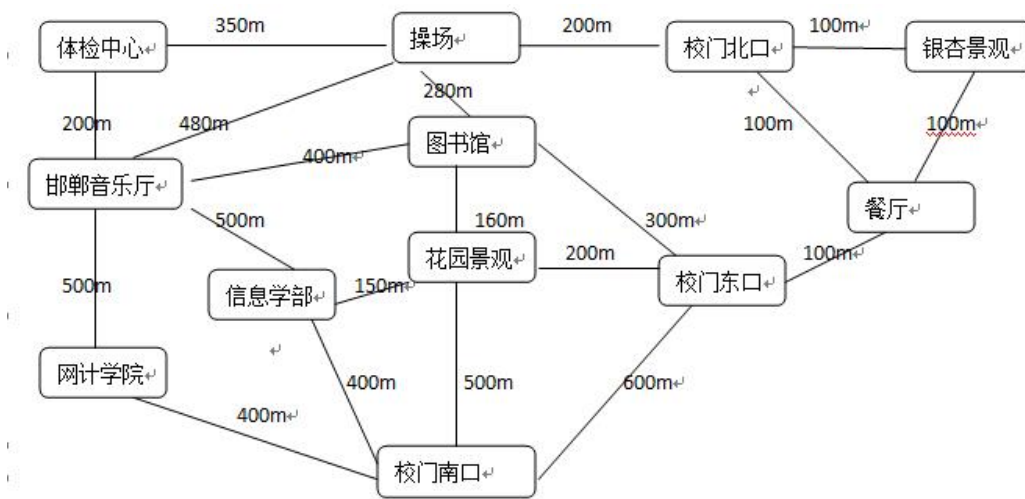 350m
200m
100m
体检中心
操场
校门北口
银杏景观
280m
200m
480m
100m
100m
图书馆
400m
邯郸音乐厅
餐厅
500m
160m
300m
花园景观
200m
100m
500m
信息学部
150m
校门东口
网计学院
400m
500m
600m
400m
校门南口